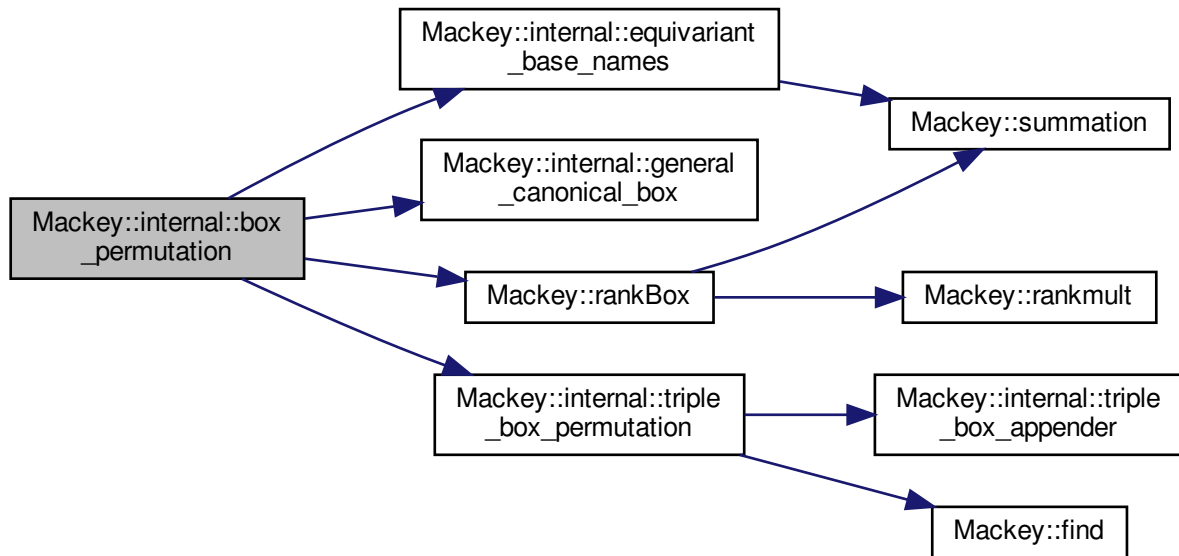 Mackey::internal::box
_permutation
Mackey::internal::equivariant
_base_names
Mackey::internal::general
_canonical_box
Mackey::rankBox
Mackey::internal::triple
_box_permutation
Mackey::summation
Mackey::rankmult
Mackey::internal::triple
_box_appender
Mackey::find